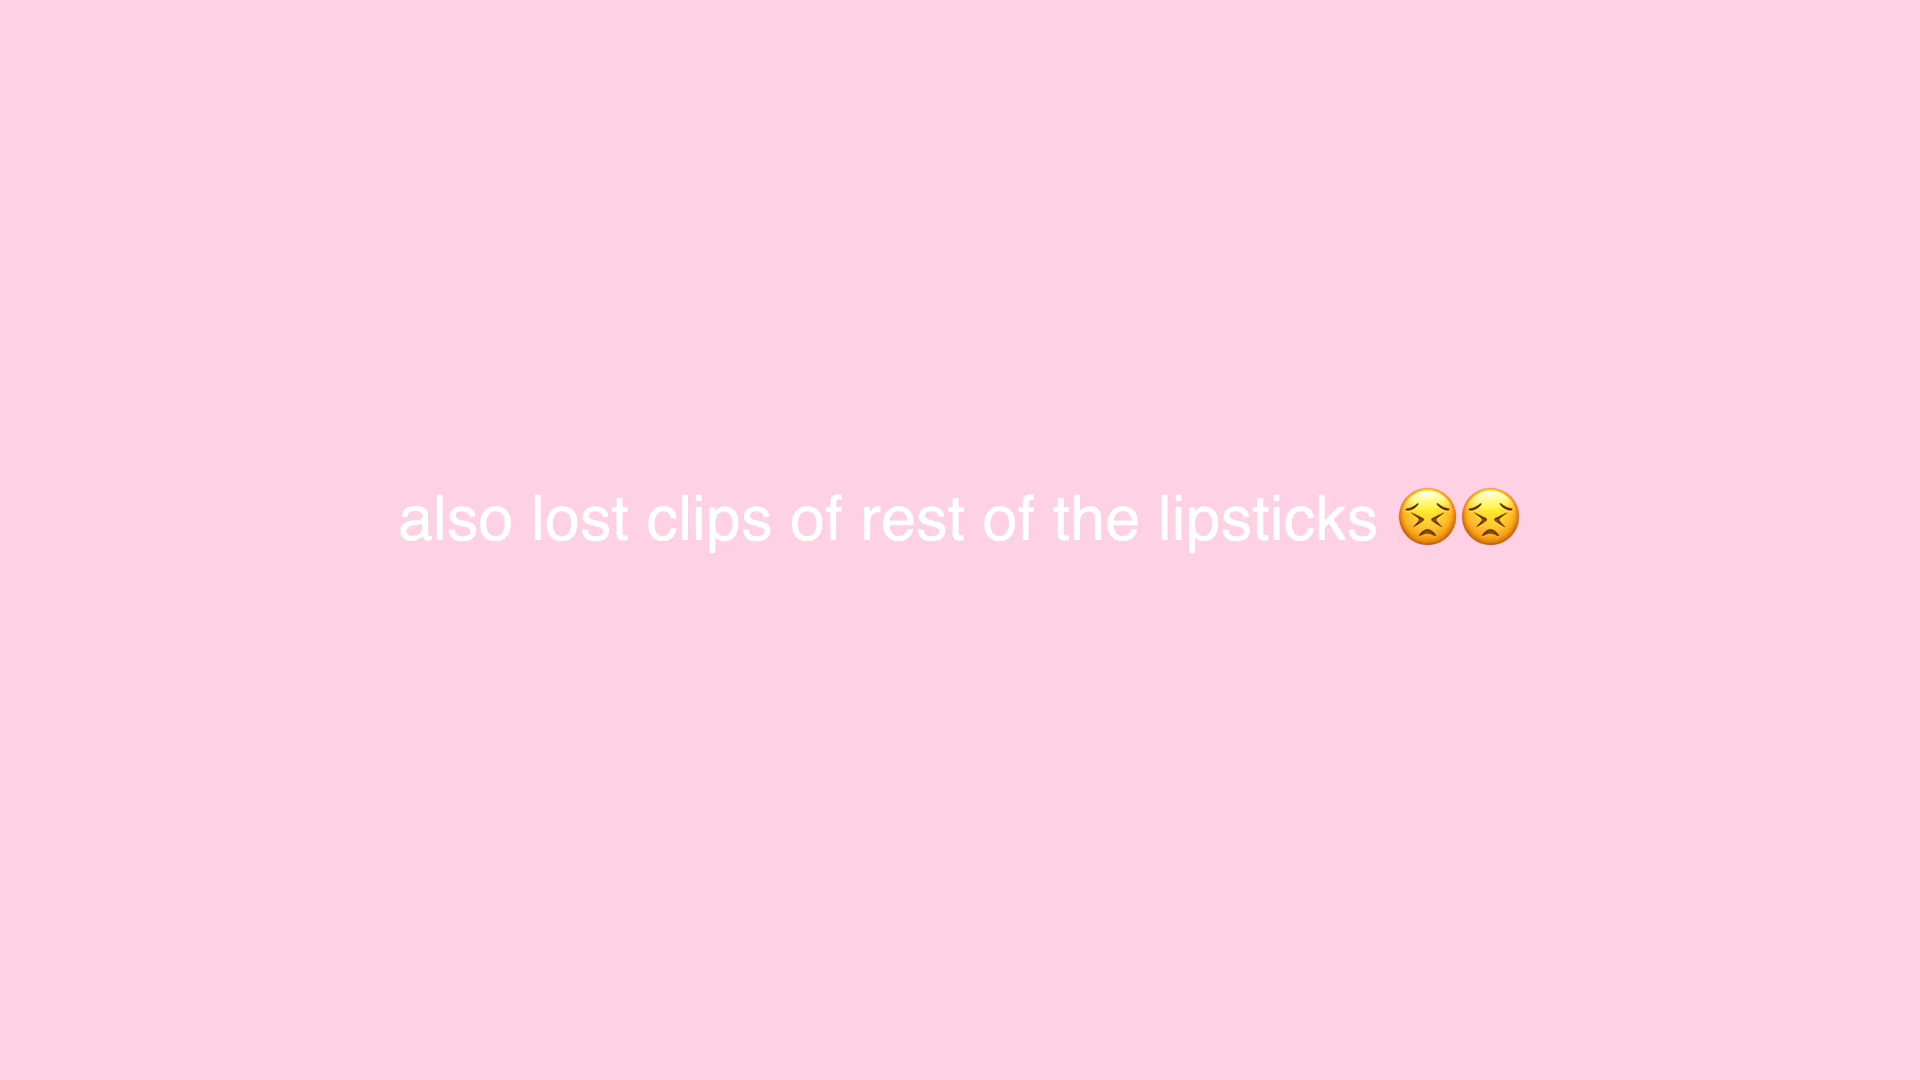 also lost clips of rest of the lipsticks 😣😣